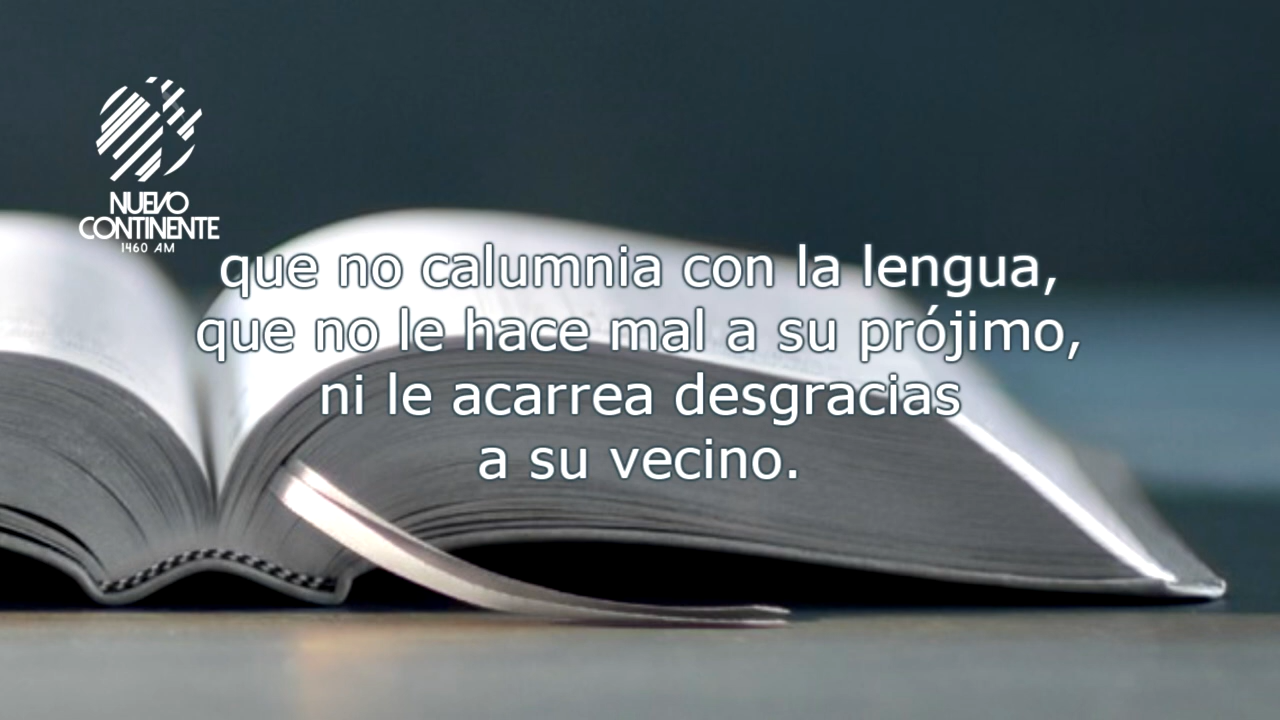 NUEVO
CONTINENTE
1460 AM
que no calumnia con la lengua,
que no le hace mal a su prójimo,
ni le acarrea desgracias
a su vecino.